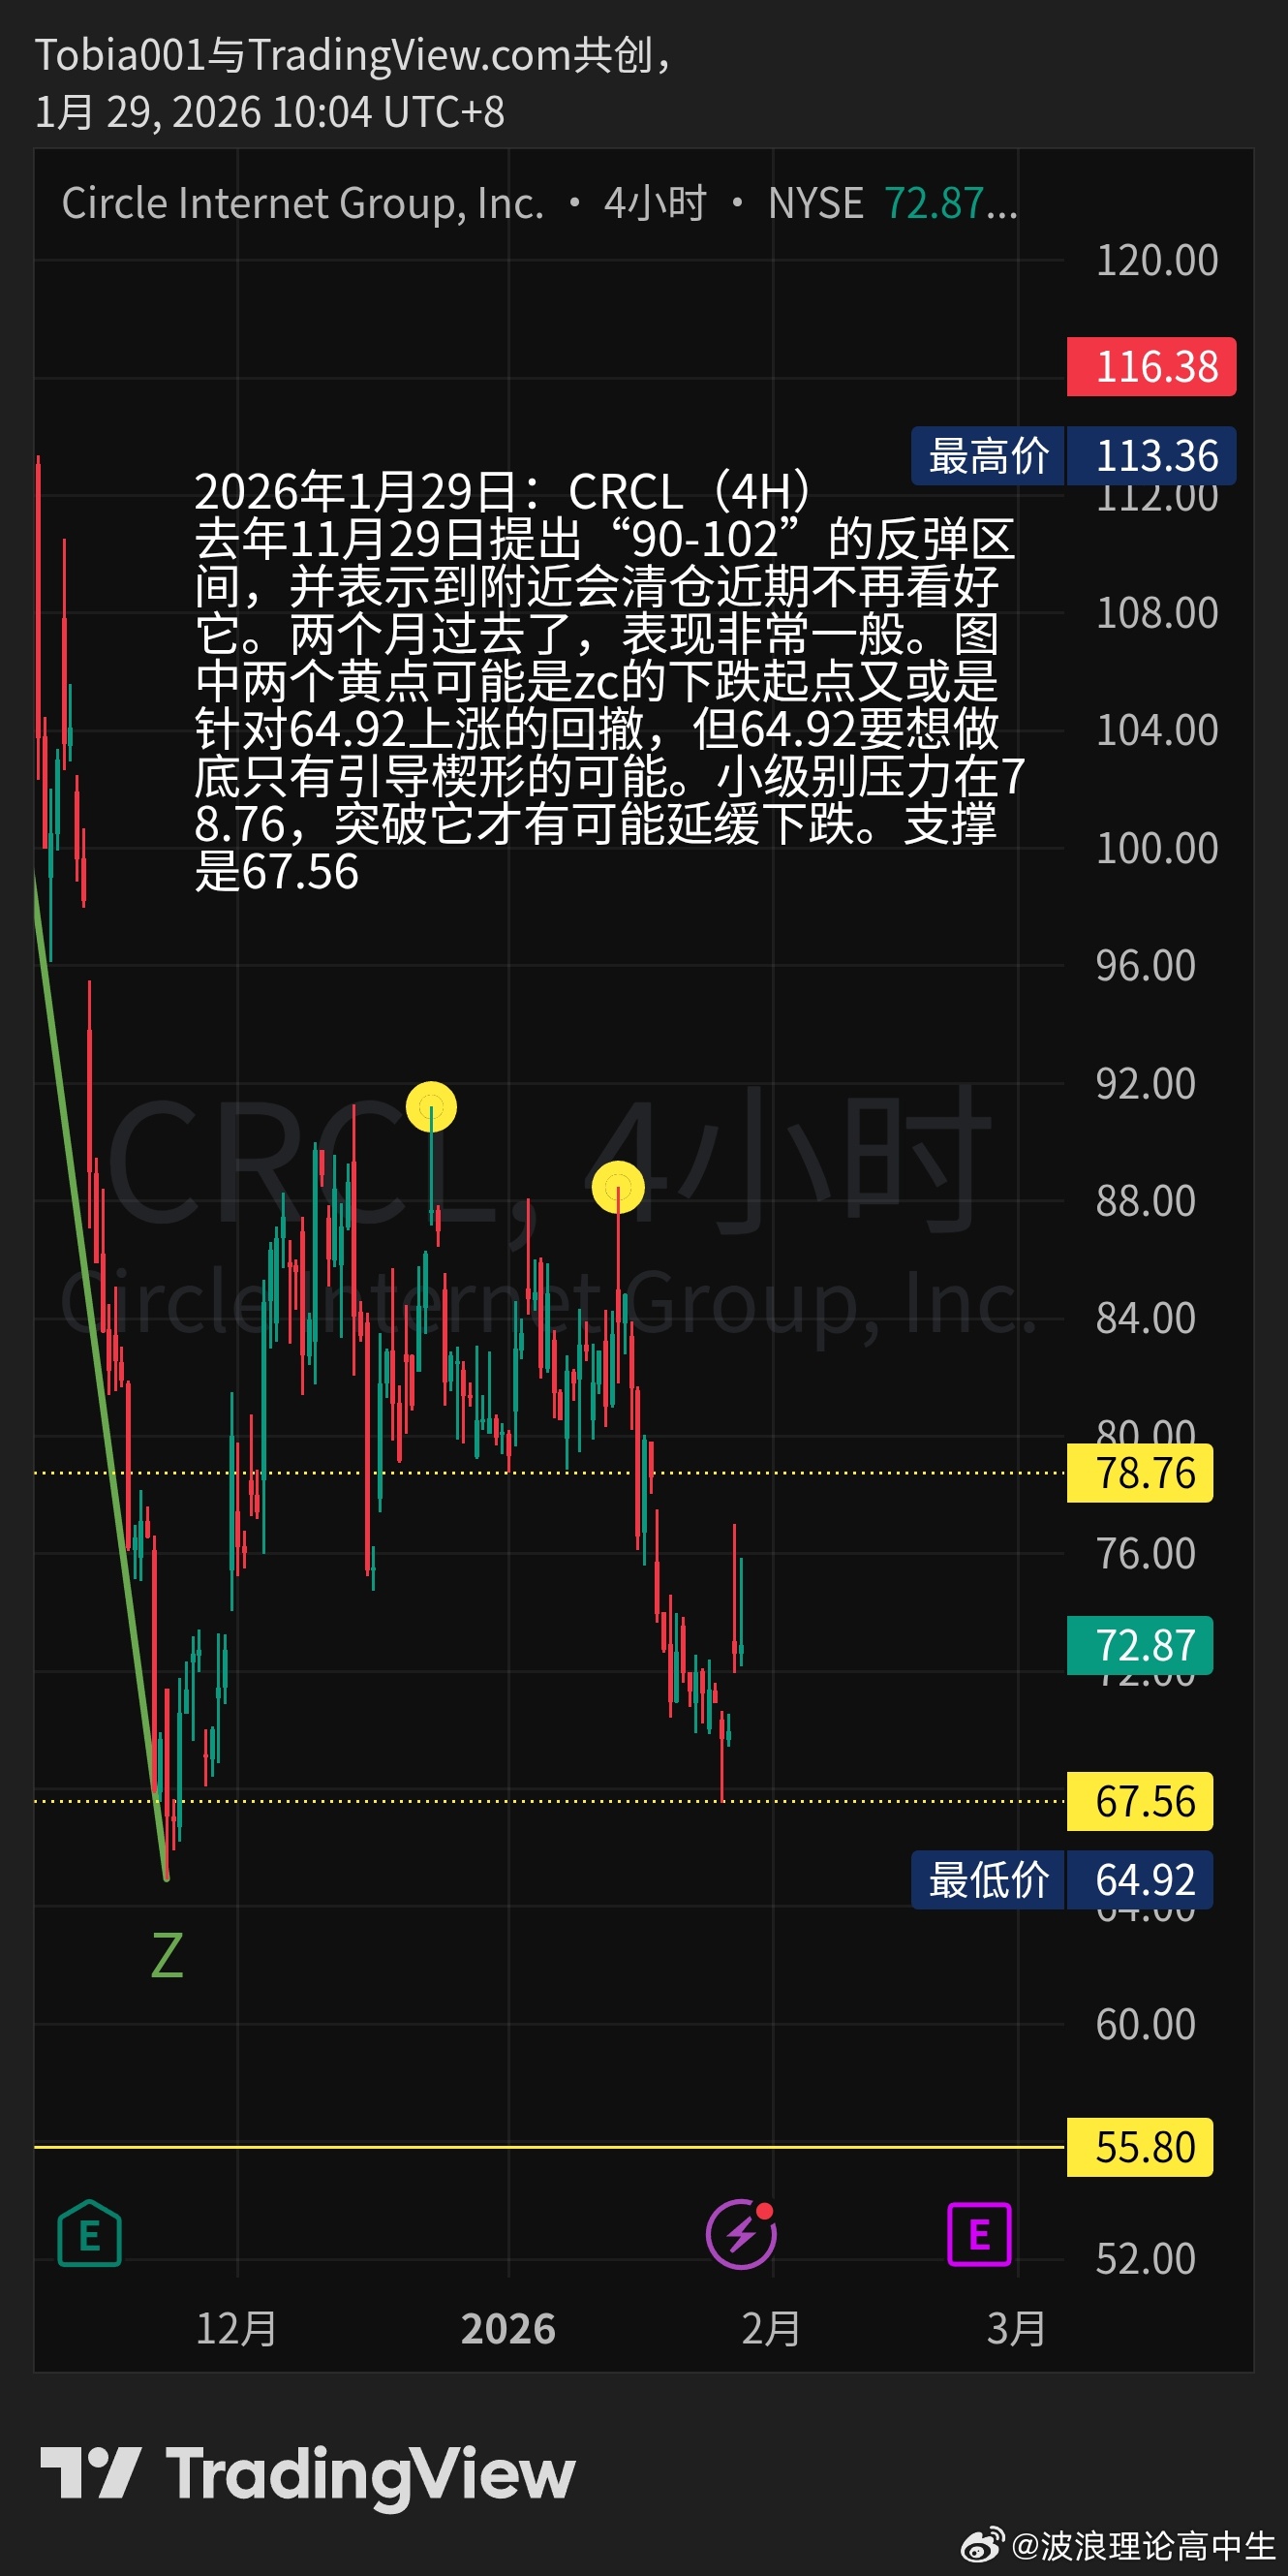 Tobia001与TradingView.com共创，
1月 29, 2026 10:04 UTC+8
Circle Internet Group, Inc. · 4小时 · NYSE 72.87...
120.00
116.38
最高价 113.36
112.00
2026年1月29日：CRCL（4H）
去年11月29日提出“90-102”的反弹区
间，并表示到附近会清仓近期不再看好
它。两个月过去了，表现非常一般。图
中两个黄点可能是zc的下跌起点又或是
针对64.92上涨的回撤，但64.92要想做
底只有引导楔形的可能。小级别压力在7
8.76，突破它才有可能延缓下跌。支撑
是67.56
108.00
104.00
100.00
96.00
92.00
CRCL, 4小时
88.00
Circle Internet Group, Inc.
84.00
80.00
78.76
76.00
72.87
72.00
67.56
最低价 64.92
64.00
Z
60.00
55.80
E
E
52.00
12月 2026 2月 3月
TradingView
@波浪理论高中生